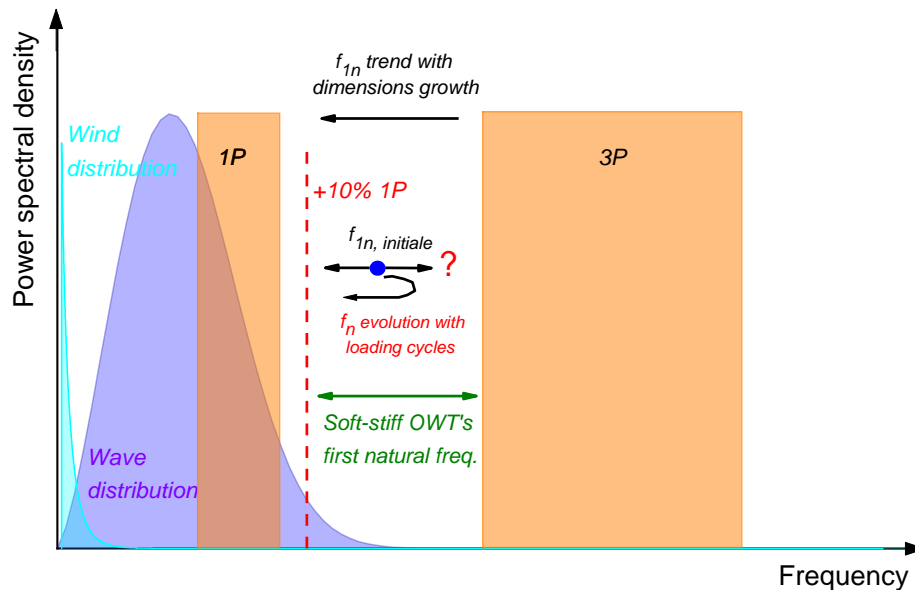 Power spectral density
f1n trend with
dimensions growth
Wind
distribution
1P
3P
+10% 1P
f1n, initiale
?
fn evolution with
loading cycles
Soft-stiff OWT's
first natural freq.
Wave
distribution
Frequency